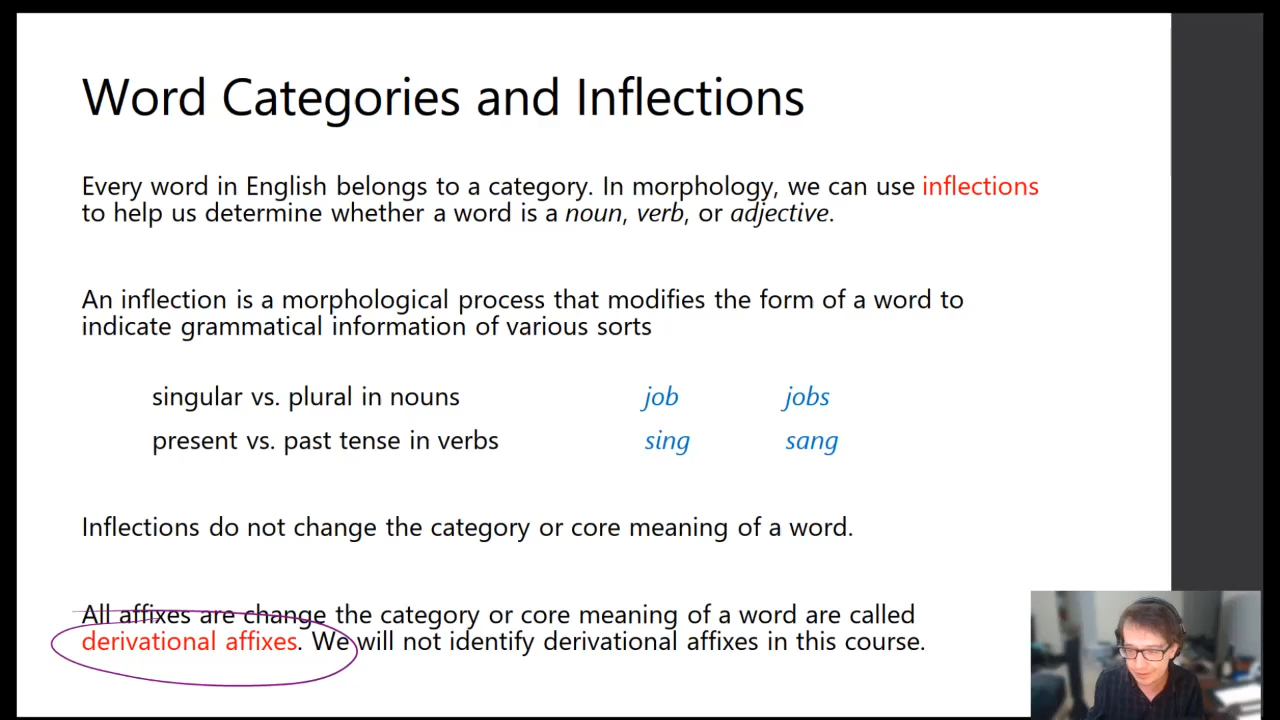 Word Categories and Inflections
Every word in English belongs to a category. In morphology, we can use inflections
to help us determine whether a word is a noun, verb, or adjective.
An inflection is a morphological process that modifies the form of a word to
indicate grammatical information of various sorts
singular vs. plural in nouns job jobs
present vs. past tense in verbs sing sang
Inflections do not change the category or core meaning of a word.
All affixes are change the category or core meaning of a word are called
derivational affixes. We will not identify derivational affixes in this course.